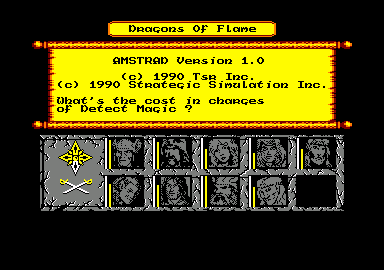 Dragons Of Flame
AMSTRAD Version 1.0
(c) 1990 Tsr Inc.
(c) 1990 Strategic Simulation Inc.
What's the cost in charges
of Detect Magic ?